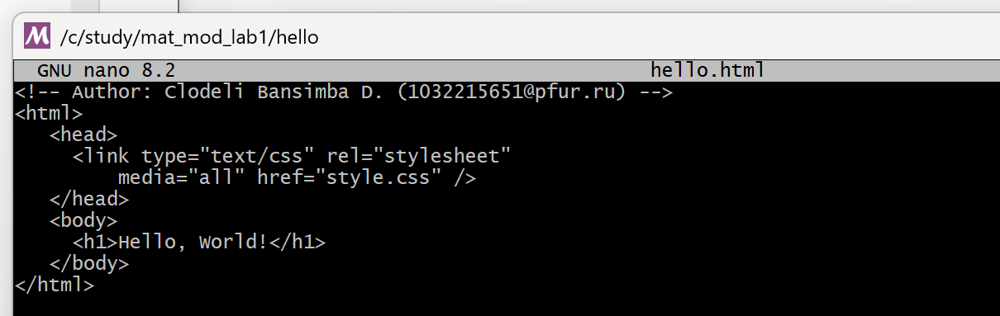 M /c/study/mat_mod_lab1/hello
GNU nano 8.2 hello.html
<!-- Author: Clodeli Bansimba D. (1032215651@pfur.ru) -->
<html>
<head>
<link type="text/css" rel="stylesheet"
media="all" href="style.css" />
</head>
<body>
<h1>Hello, World!</h1>
</body>
</html>